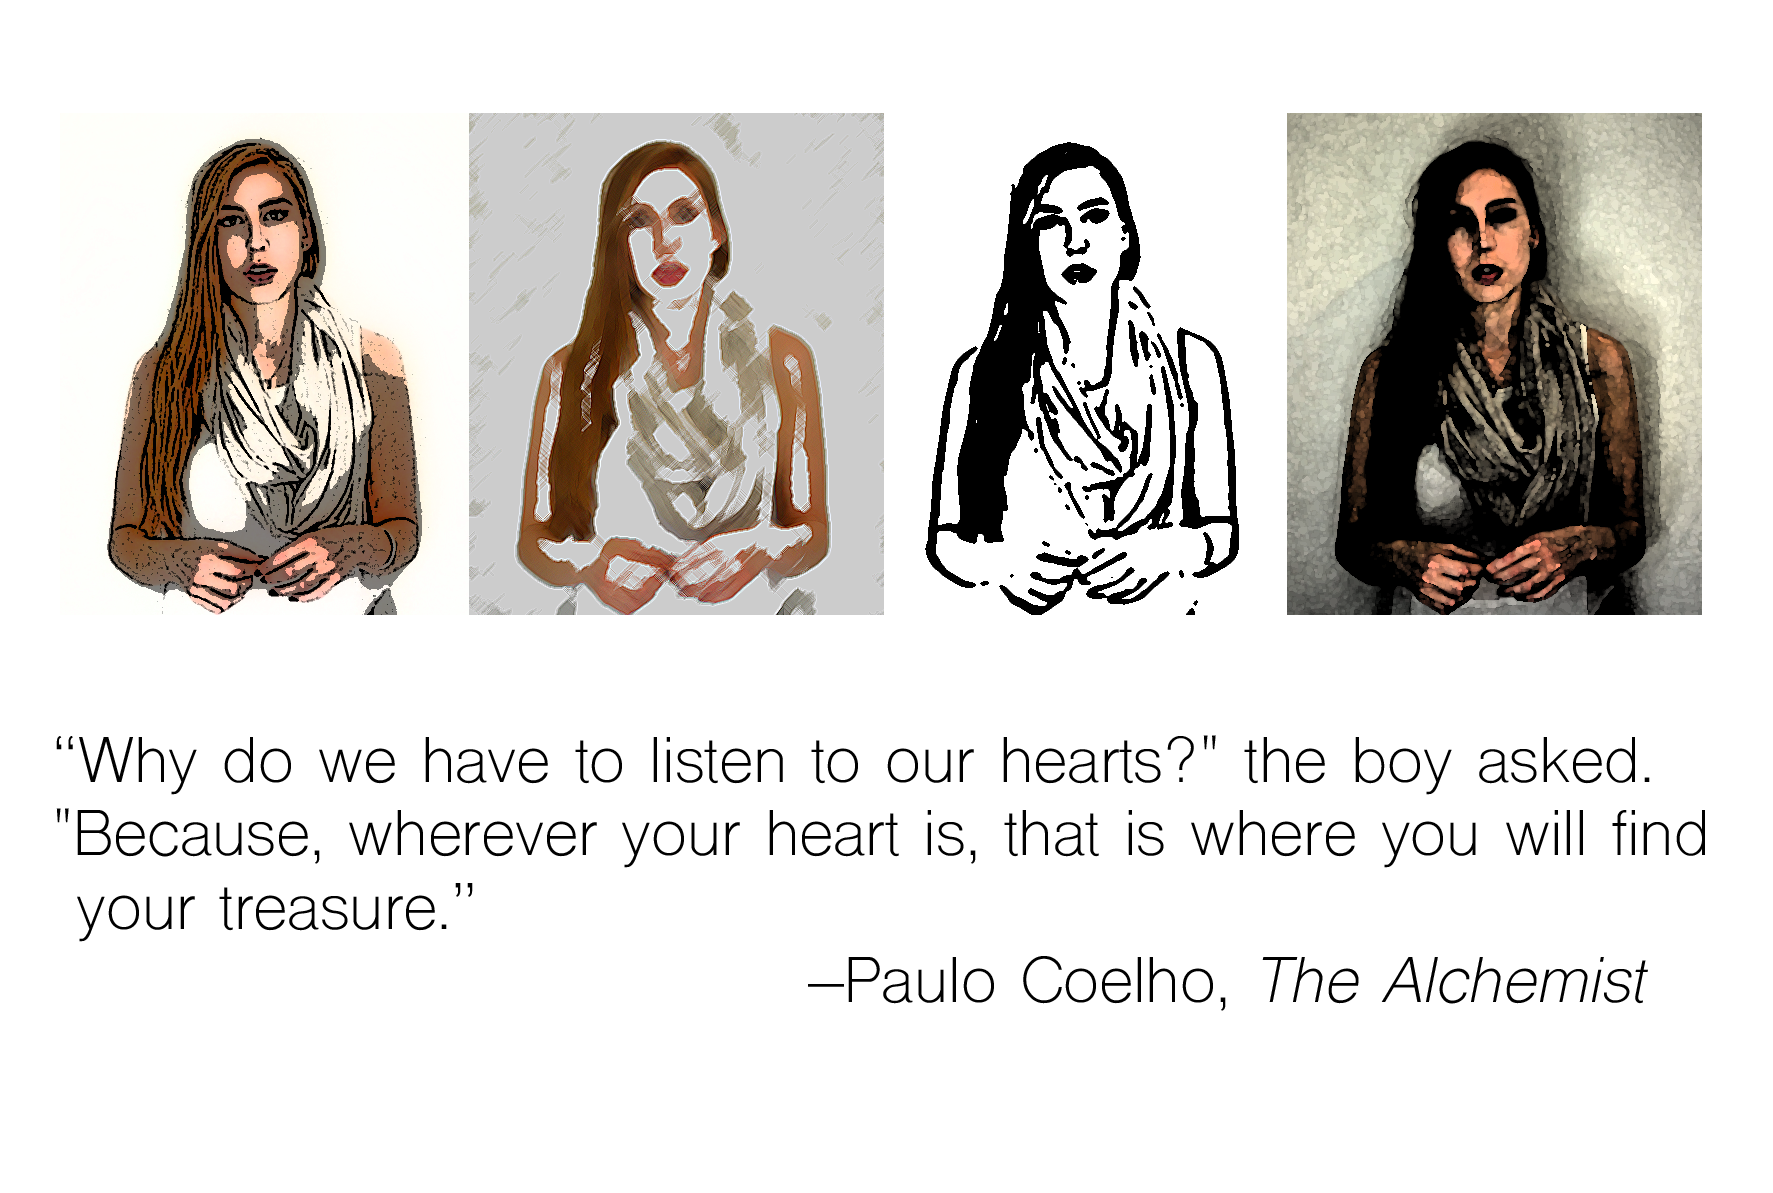 “Why do we have to listen to our hearts?" the boy asked.
"Because, wherever your heart is, that is where you will find
your treasure.”
—Paulo Coelho, The Alchemist